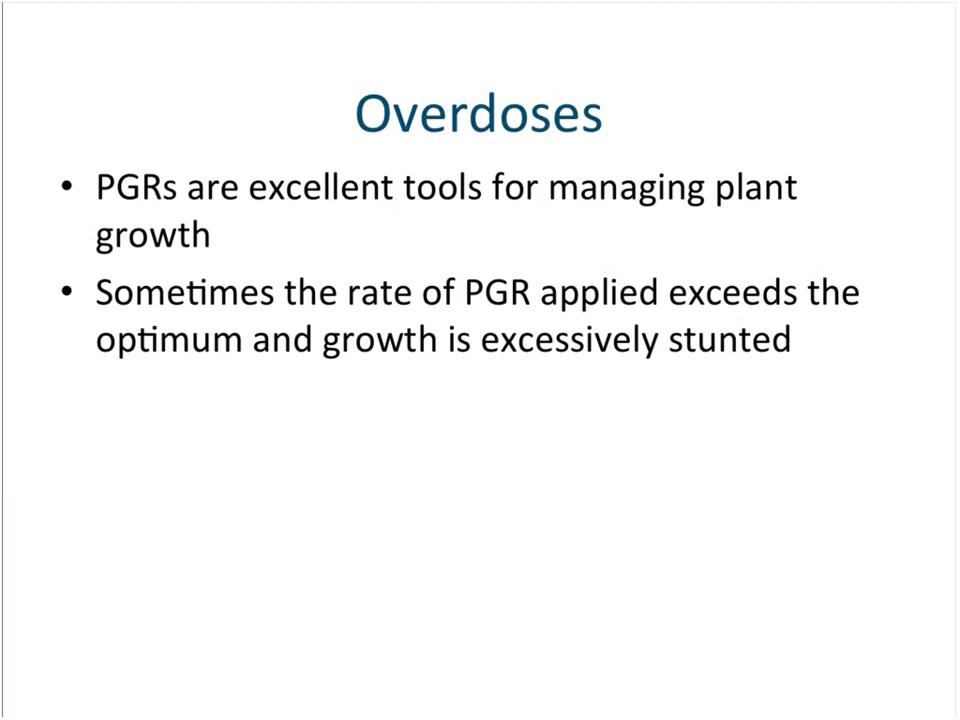 Overdoses
• PGRs are excellent tools for managing plant
growth
• Sometimes the rate of PGR applied exceeds the
optimum and growth is excessively stunted